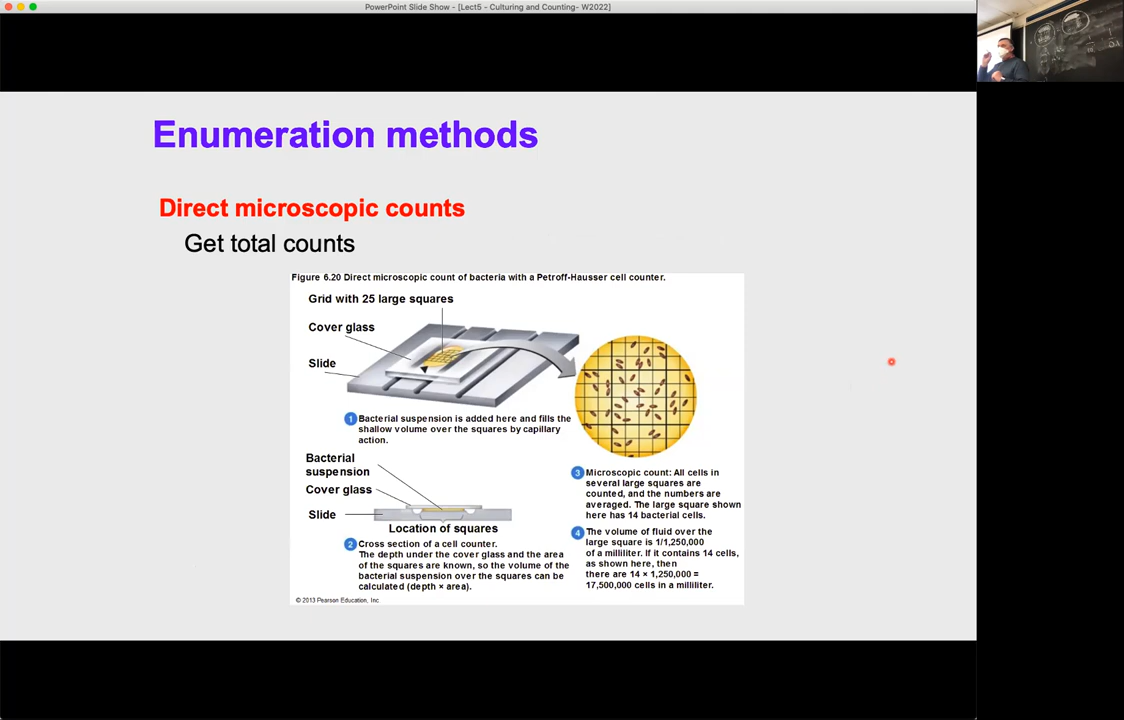 PowerPoint Slide Show - [Lect5 - Culturing and Counting- W2022]
Enumeration methods
Direct microscopic counts
Get total counts
Figure 6.20 Direct microscopic count of bacteria with a Petroff-Hausser cell counter.
Grid with 25 large squares
Cover glass
Slide
1 Bacterial suspension is added here and fills the
shallow volume over the squares by capillary
action.
Bacterial
suspension
Cover glass
Slide
Location of squares
2 Cross section of a cell counter.
The depth under the cover glass and the area
of the squares are known, so the volume of the
bacterial suspension over the squares can be
calculated (depth × area).
3 Microscopic count: All cells in
several large squares are
counted, and the numbers are
averaged. The large square shown
here has 14 bacterial cells.
4 The volume of fluid over the
large square is 1/1,250,000
of a milliliter. If it contains 14 cells,
as shown here, then
there are 14 × 1,250,000 =
17,500,000 cells in a milliliter.
© 2013 Pearson Education, Inc